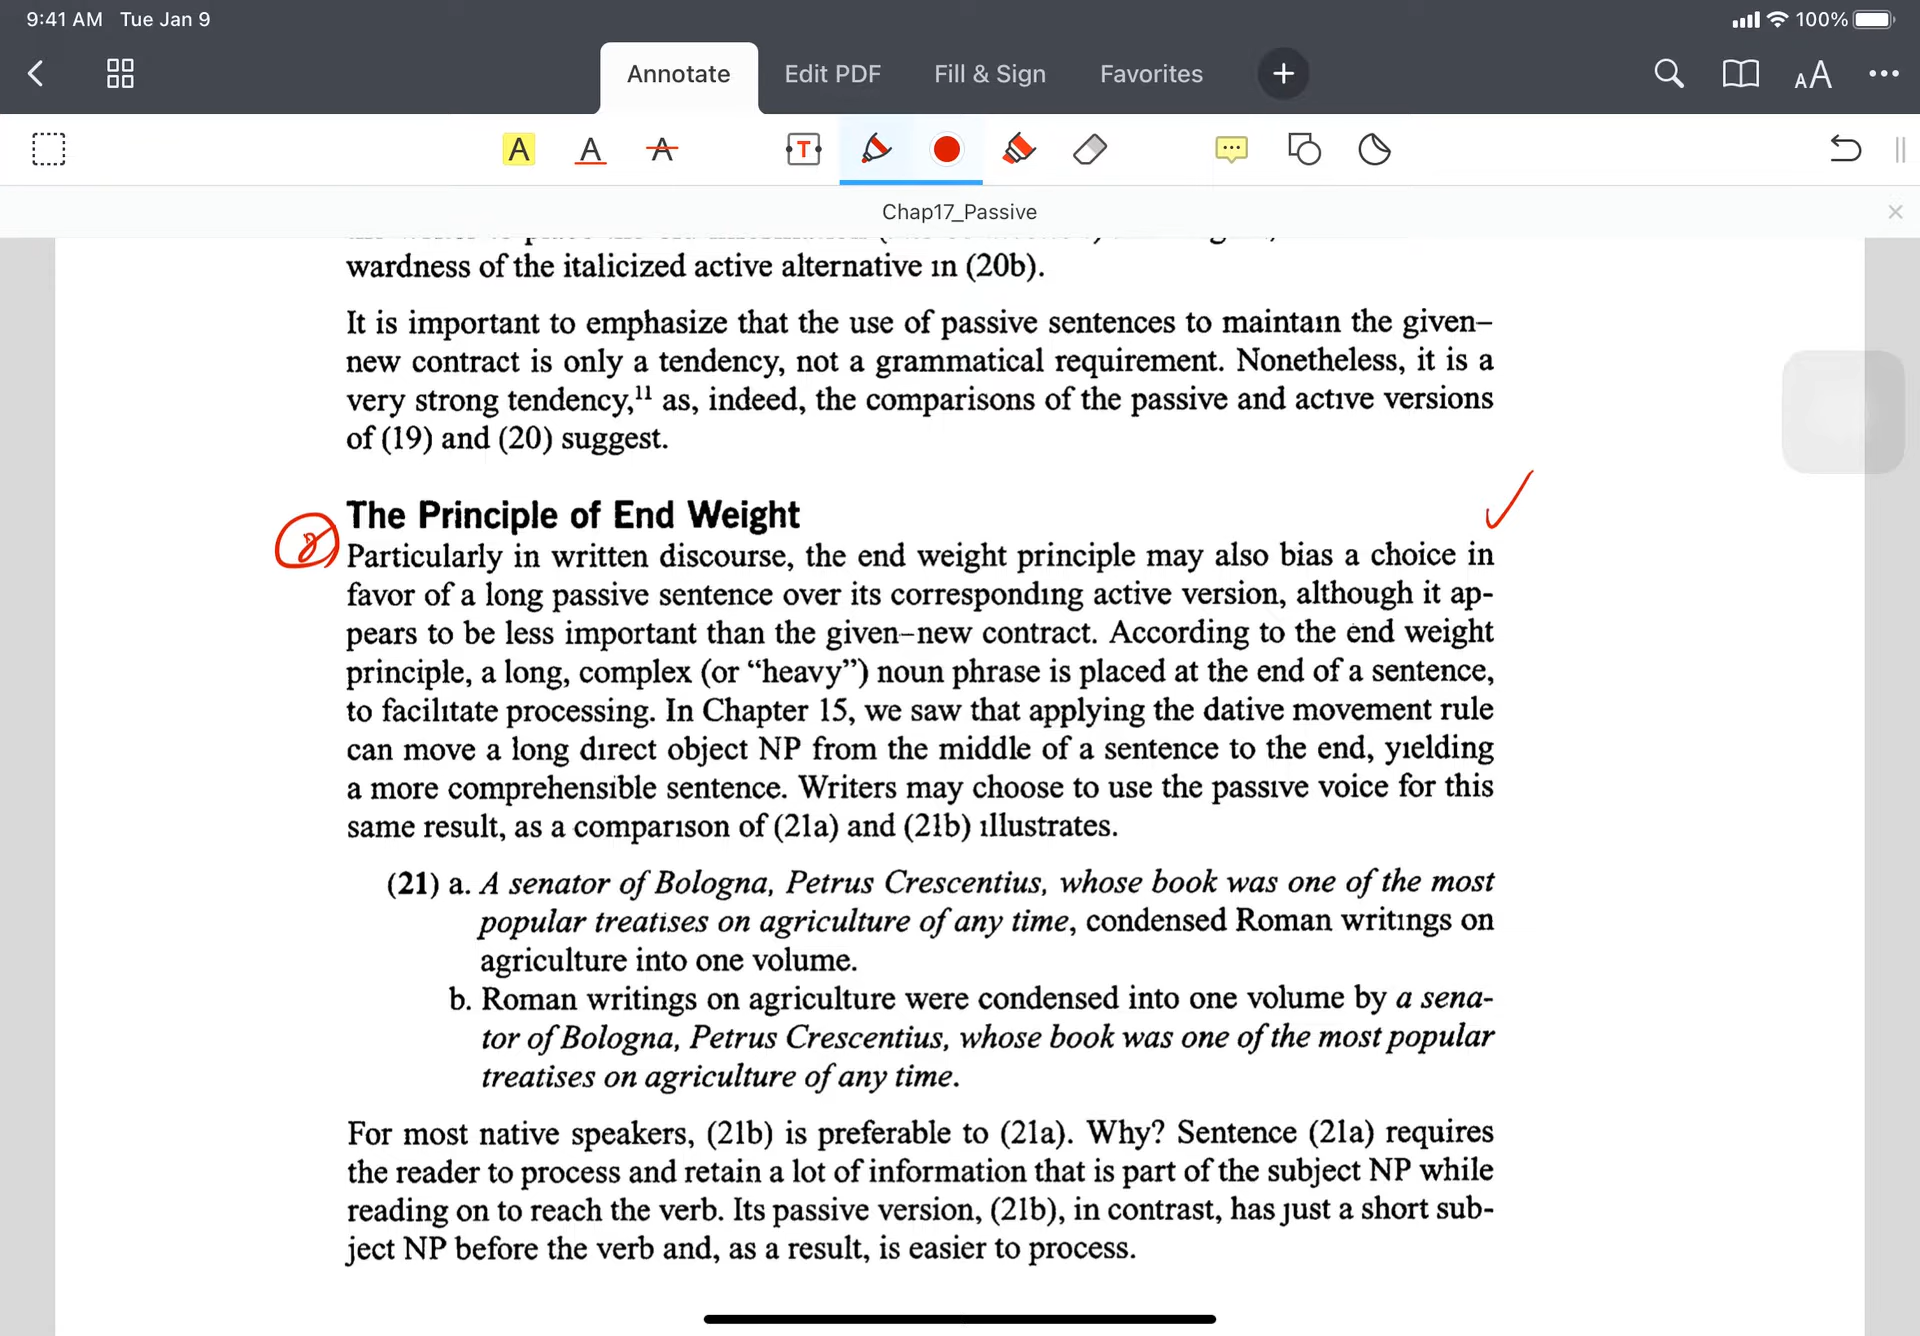 9:41 AM Tue Jan 9
100%
Annotate Edit PDF Fill & Sign Favorites
AA
A A A T
Chap17_Passive
wardness of the italicized active alternative in (20b).
It is important to emphasize that the use of passive sentences to maintain the given–
new contract is only a tendency, not a grammatical requirement. Nonetheless, it is a
very strong tendency,¹¹ as, indeed, the comparisons of the passive and active versions
of (19) and (20) suggest.
The Principle of End Weight
Particularly in written discourse, the end weight principle may also bias a choice in
favor of a long passive sentence over its corresponding active version, although it ap-
pears to be less important than the given–new contract. According to the end weight
principle, a long, complex (or “heavy”) noun phrase is placed at the end of a sentence,
to facilitate processing. In Chapter 15, we saw that applying the dative movement rule
can move a long direct object NP from the middle of a sentence to the end, yielding
a more comprehensible sentence. Writers may choose to use the passive voice for this
same result, as a comparison of (21a) and (21b) illustrates.
(21) a. A senator of Bologna, Petrus Crescentius, whose book was one of the most
popular treatises on agriculture of any time, condensed Roman writings on
agriculture into one volume.
b. Roman writings on agriculture were condensed into one volume by a sena-
tor of Bologna, Petrus Crescentius, whose book was one of the most popular
treatises on agriculture of any time.
For most native speakers, (21b) is preferable to (21a). Why? Sentence (21a) requires
the reader to process and retain a lot of information that is part of the subject NP while
reading on to reach the verb. Its passive version, (21b), in contrast, has just a short sub-
ject NP before the verb and, as a result, is easier to process.